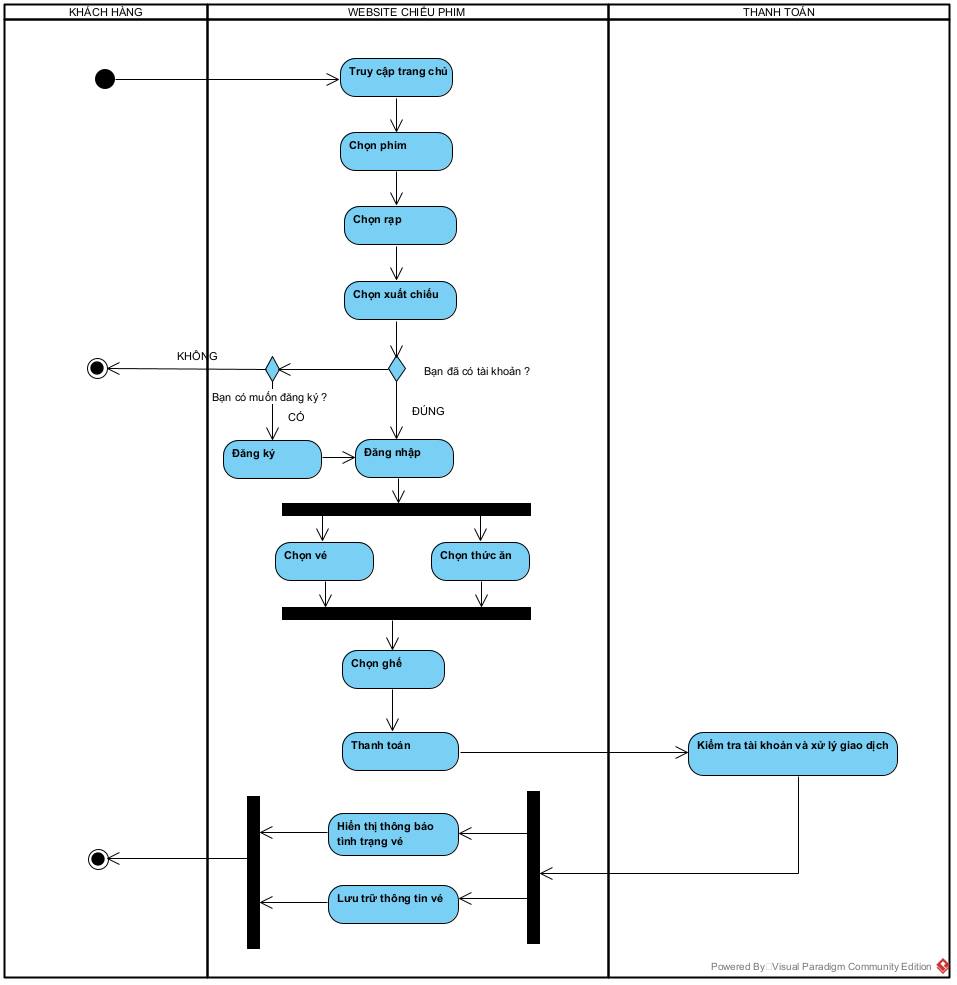 KHÁCH HÀNG
WEBSITE CHIẾU PHIM
THANH TOÁN
Truy cập trang chủ
Chọn phim
Chọn rạp
Chọn xuất chiếu
KHÔNG
Bạn đã có tài khoản ?
Bạn có muốn đăng ký ?
CÓ
ĐÚNG
Đăng ký
Đăng nhập
Chọn vé
Chọn thức ăn
Chọn ghế
Thanh toán
Kiểm tra tài khoản và xử lý giao dịch
Hiển thị thông báo
tình trạng vé
Lưu trữ thông tin vé
Powered By Visual Paradigm Community Edition